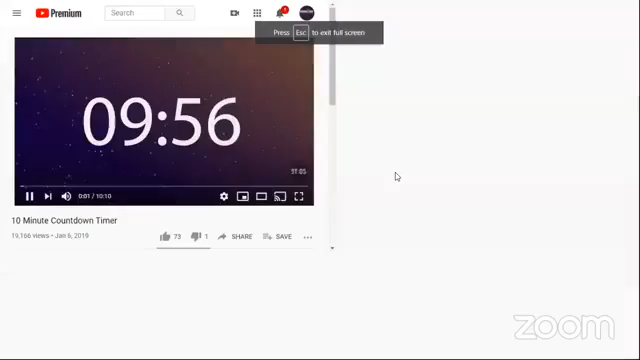 Premium
Search
1
Press Esc to exit full screen
09:56
0:01 / 10:10
10 Minute Countdown Timer
19,166 views • Jan 6, 2019
73
1
SHARE
SAVE
zoom